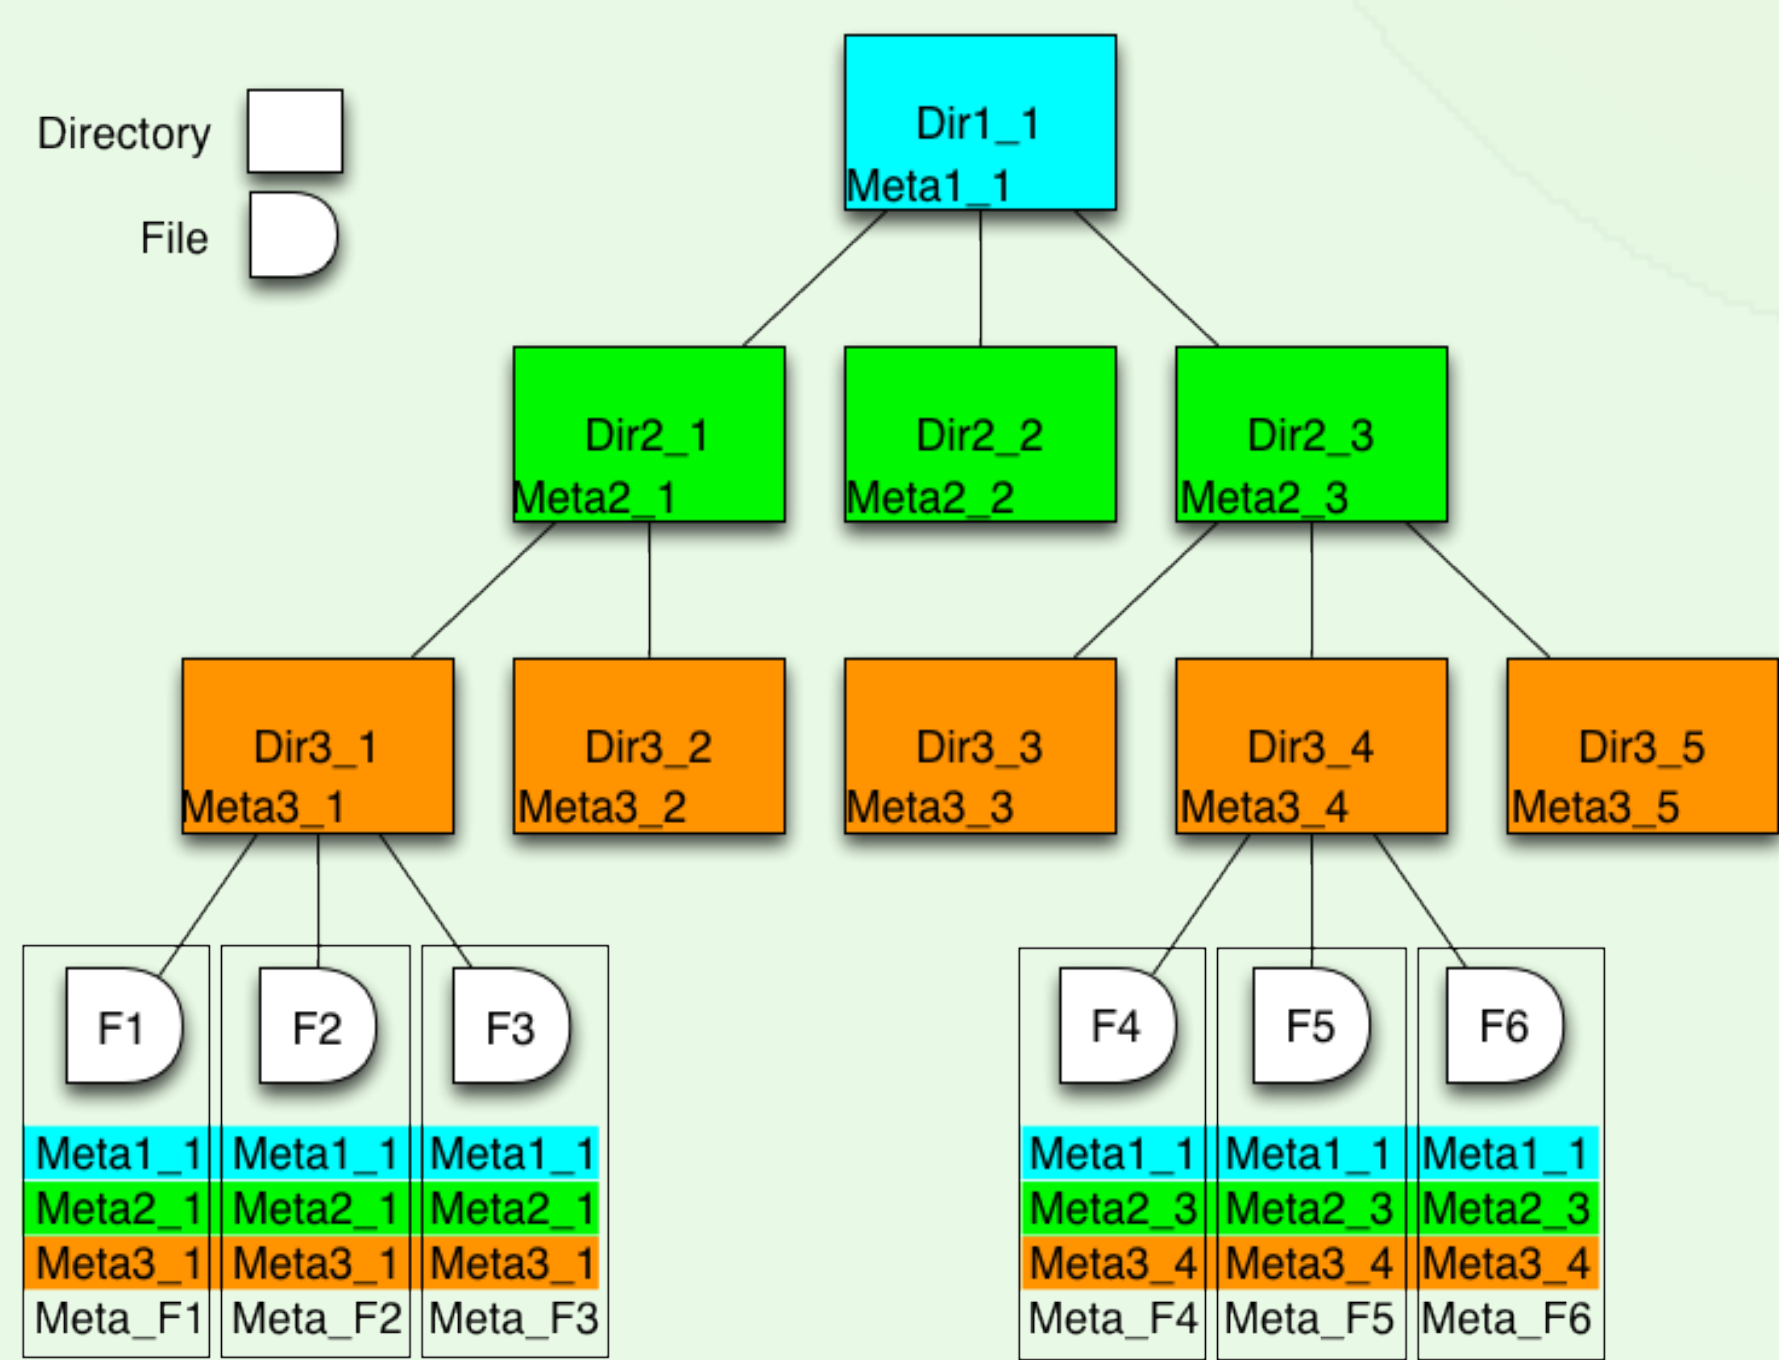 Directory
File
Dir1_1
Meta1_1
Dir2_1
Meta2_1
Dir2_2
Meta2_2
Dir2_3
Meta2_3
Dir3_1
Meta3_1
Dir3_2
Meta3_2
Dir3_3
Meta3_3
Dir3_4
Meta3_4
Dir3_5
Meta3_5
F1
Meta1_1
Meta2_1
Meta3_1
Meta_F1
F2
Meta1_1
Meta2_1
Meta3_1
Meta_F2
F3
Meta1_1
Meta2_1
Meta3_1
Meta_F3
F4
Meta1_1
Meta2_3
Meta3_4
Meta_F4
F5
Meta1_1
Meta2_3
Meta3_4
Meta_F5
F6
Meta1_1
Meta2_3
Meta3_4
Meta_F6